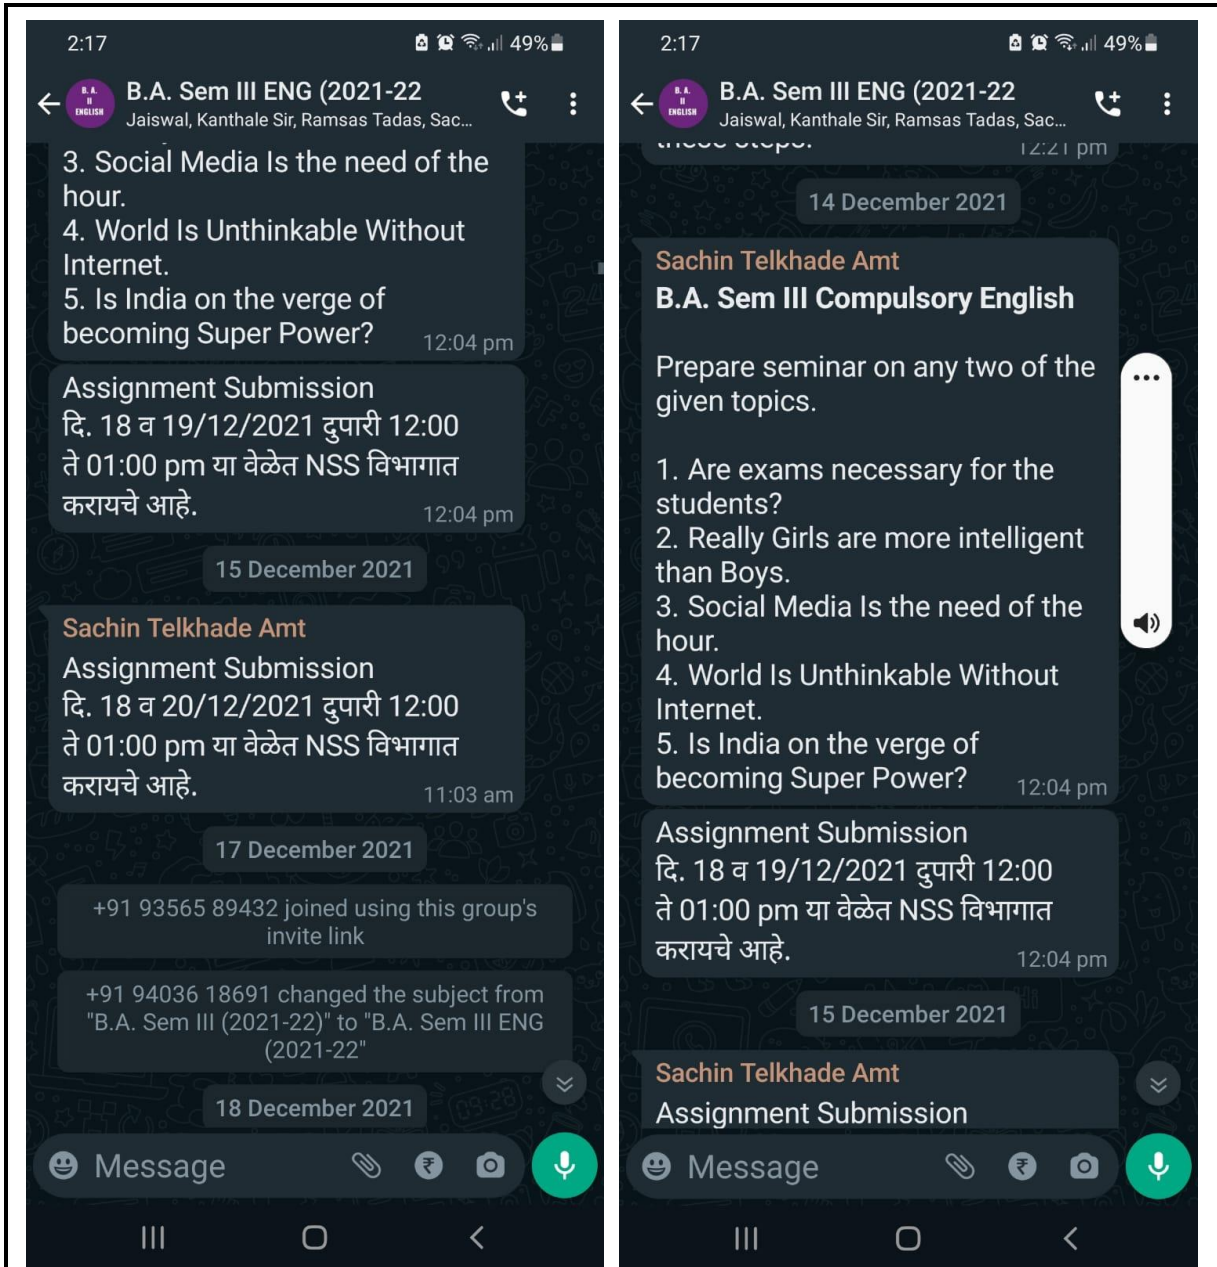 2:17
49%
B. A.
II
ENGLISH
B.A. Sem III ENG (2021-22
Jaiswal, Kanthale Sir, Ramsas Tadas, Sac...
3. Social Media Is the need of the
hour.
4. World Is Unthinkable Without
Internet.
5. Is India on the verge of
becoming Super Power?
12:04 pm
Assignment Submission
दि. 18 व 19/12/2021 दुपारी 12:00
ते 01:00 pm या वेळेत NSS विभागात
करायचे आहे.
12:04 pm
15 December 2021
Sachin Telkhade Amt
Assignment Submission
दि. 18 व 20/12/2021 दुपारी 12:00
ते 01:00 pm या वेळेत NSS विभागात
करायचे आहे.
11:03 am
17 December 2021
+91 93565 89432 joined using this group's
invite link
+91 94036 18691 changed the subject from
"B.A. Sem III (2021-22)" to "B.A. Sem III ENG
(2021-22"
18 December 2021
Message
2:17
49%
B. A.
II
ENGLISH
B.A. Sem III ENG (2021-22
Jaiswal, Kanthale Sir, Ramsas Tadas, Sac...
these steps.
12:21 pm
14 December 2021
Sachin Telkhade Amt
B.A. Sem III Compulsory English
Prepare seminar on any two of the
given topics.
1. Are exams necessary for the
students?
2. Really Girls are more intelligent
than Boys.
3. Social Media Is the need of the
hour.
4. World Is Unthinkable Without
Internet.
5. Is India on the verge of
becoming Super Power?
12:04 pm
Assignment Submission
दि. 18 व 19/12/2021 दुपारी 12:00
ते 01:00 pm या वेळेत NSS विभागात
करायचे आहे.
12:04 pm
15 December 2021
Sachin Telkhade Amt
Assignment Submission
Message